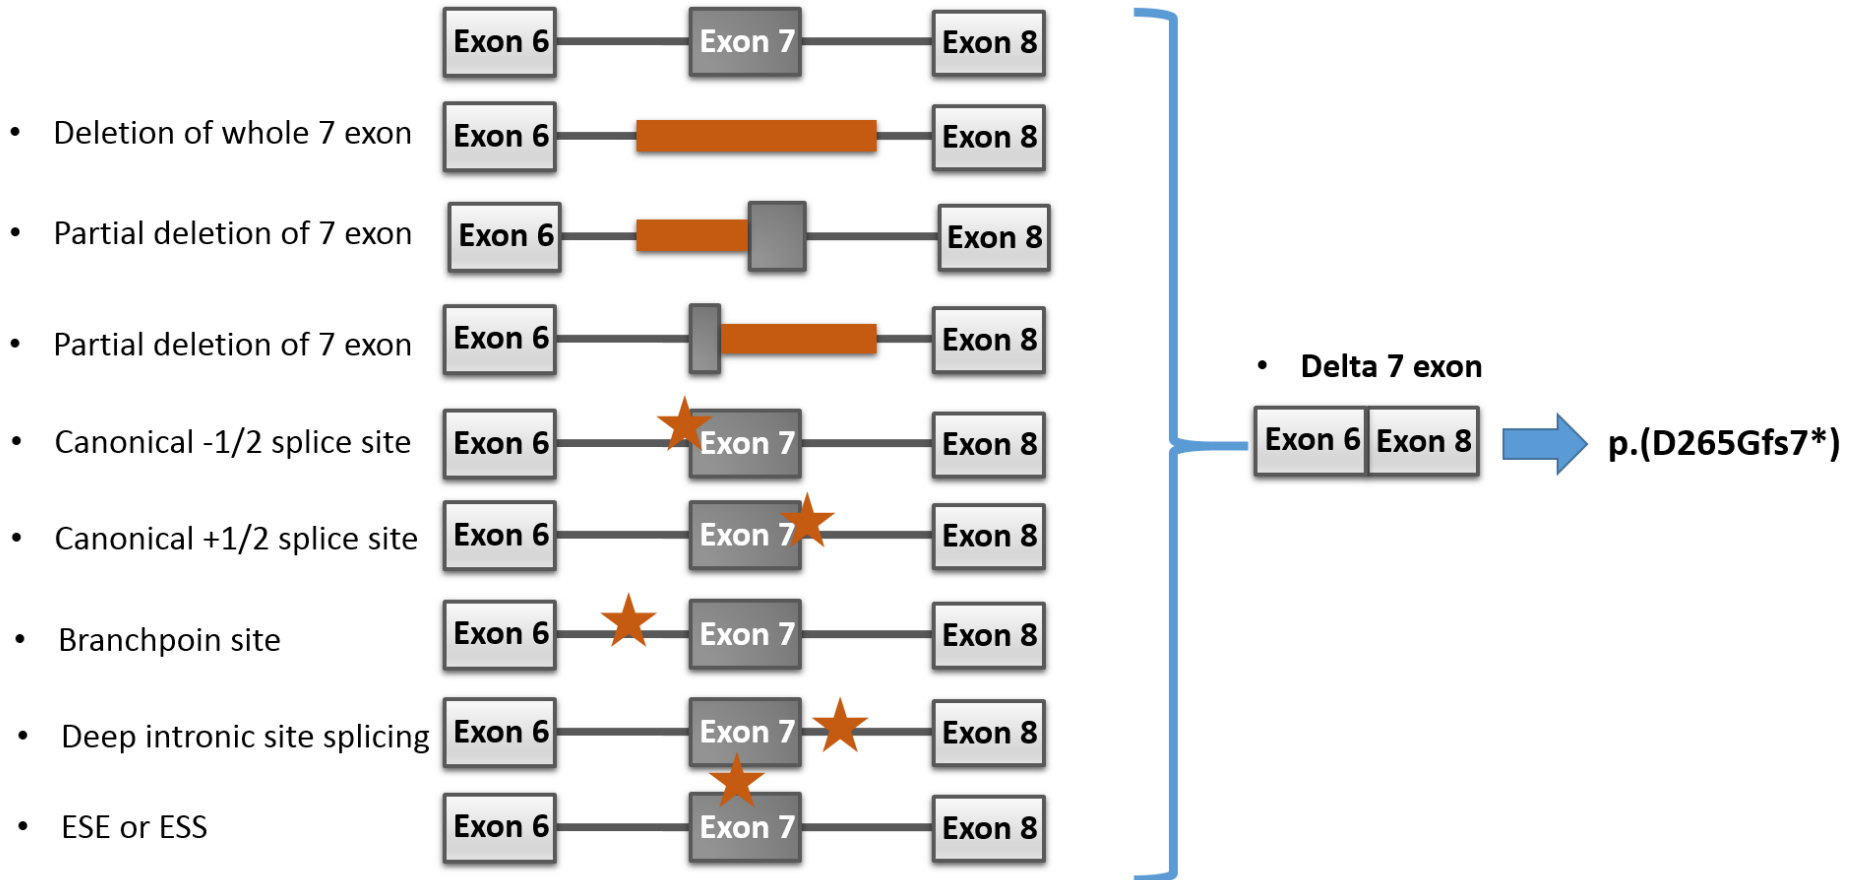 Exon 6 Exon 7 Exon 8
• Deletion of whole 7 exon Exon 6 Exon 8
• Partial deletion of 7 exon Exon 6 Exon 8
• Partial deletion of 7 exon Exon 6 Exon 8
• Canonical -1/2 splice site Exon 6 Exon 7 Exon 8
• Canonical +1/2 splice site Exon 6 Exon 7 Exon 8
• Branchpoin site Exon 6 Exon 7 Exon 8
• Deep intronic site splicing Exon 6 Exon 7 Exon 8
• ESE or ESS Exon 6 Exon 7 Exon 8
• Delta 7 exon
Exon 6 Exon 8 p.(D265Gfs7*)